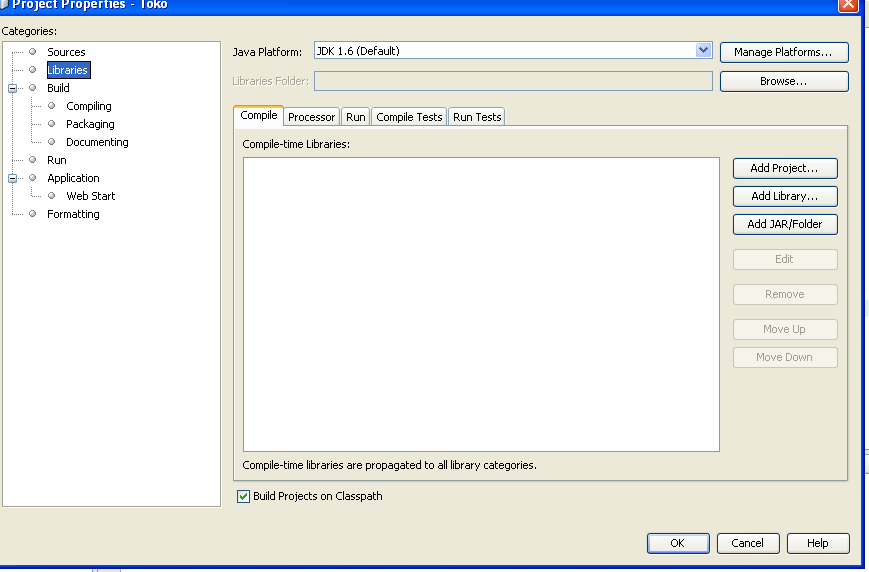 Project Properties - Toko
Categories:
Sources
Libraries
Build
Compiling
Packaging
Documenting
Run
Application
Web Start
Formatting
Java Platform: JDK 1.6 (Default) Manage Platforms...
Libraries Folder: Browse...
Compile Processor Run Compile Tests Run Tests
Compile-time Libraries:
Add Project...
Add Library...
Add JAR/Folder
Edit
Remove
Move Up
Move Down
Compile-time libraries are propagated to all library categories.
Build Projects on Classpath
OK Cancel Help